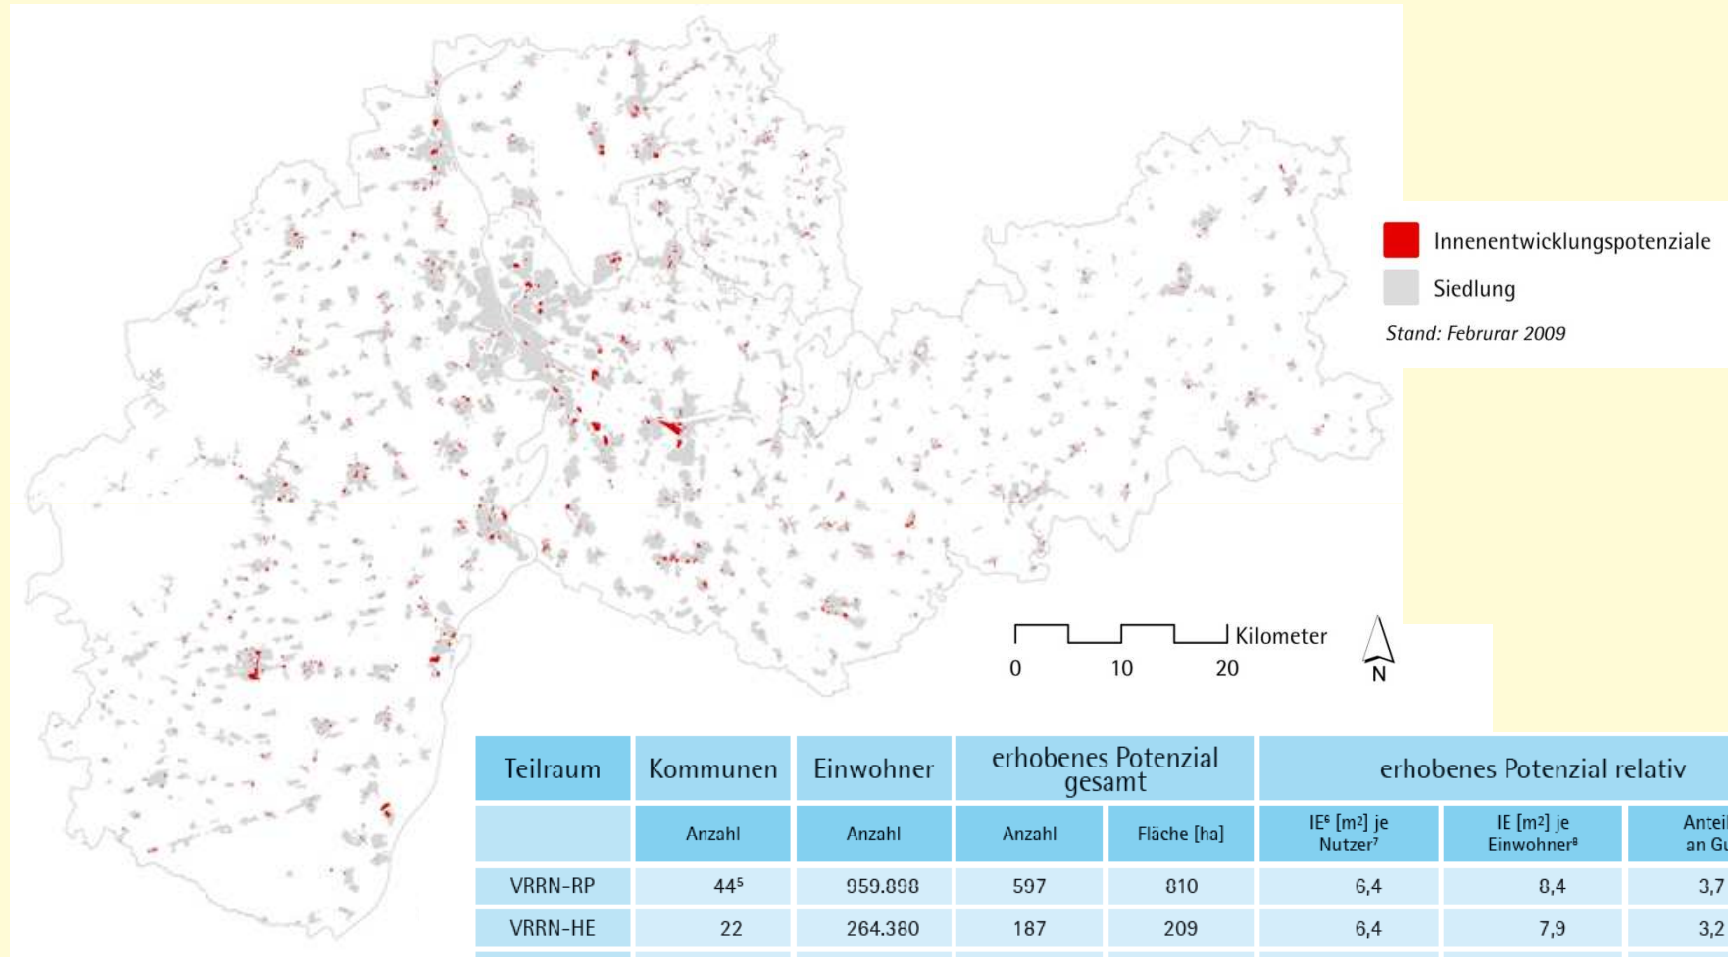 Innenentwicklungspotenziale
Siedlung
Stand: Februrar 2009
Kilometer
0 10 20
N
Teilraum Kommunen Einwohner erhobenes Potenzial gesamt erhobenes Potenzial relativ
Anzahl Anzahl Anzahl Fläche [ha] IE⁶ [m²] je Nutzer⁷ IE [m²] je Einwohner⁸ Anteil an Gu
VRRN-RP 44⁵ 959.898 597 810 6,4 8,4 3,7
VRRN-HE 22 264.380 187 209 6,4 7,9 3,2